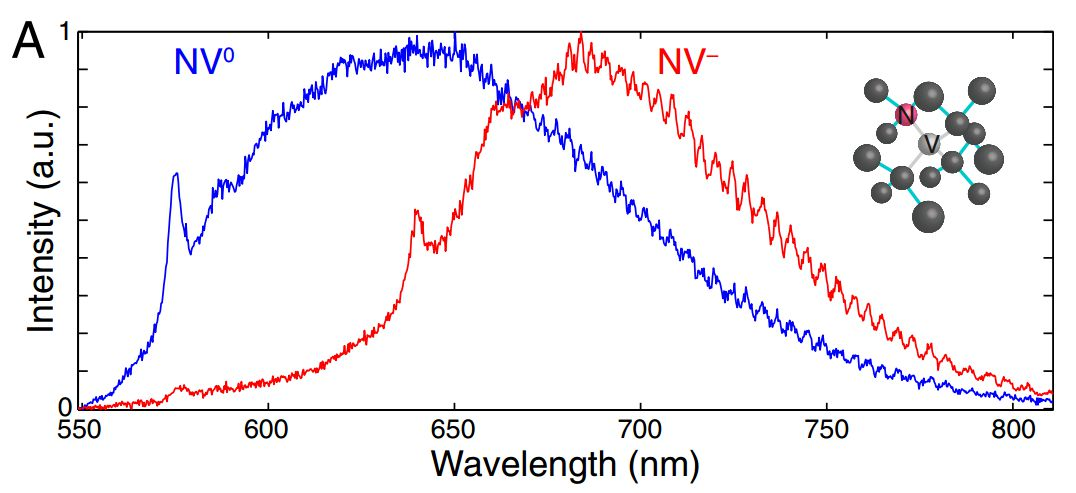 A
1
NV⁰
NV⁻
N
V
Intensity (a.u.)
0
550 600 650 700 750 800
Wavelength (nm)